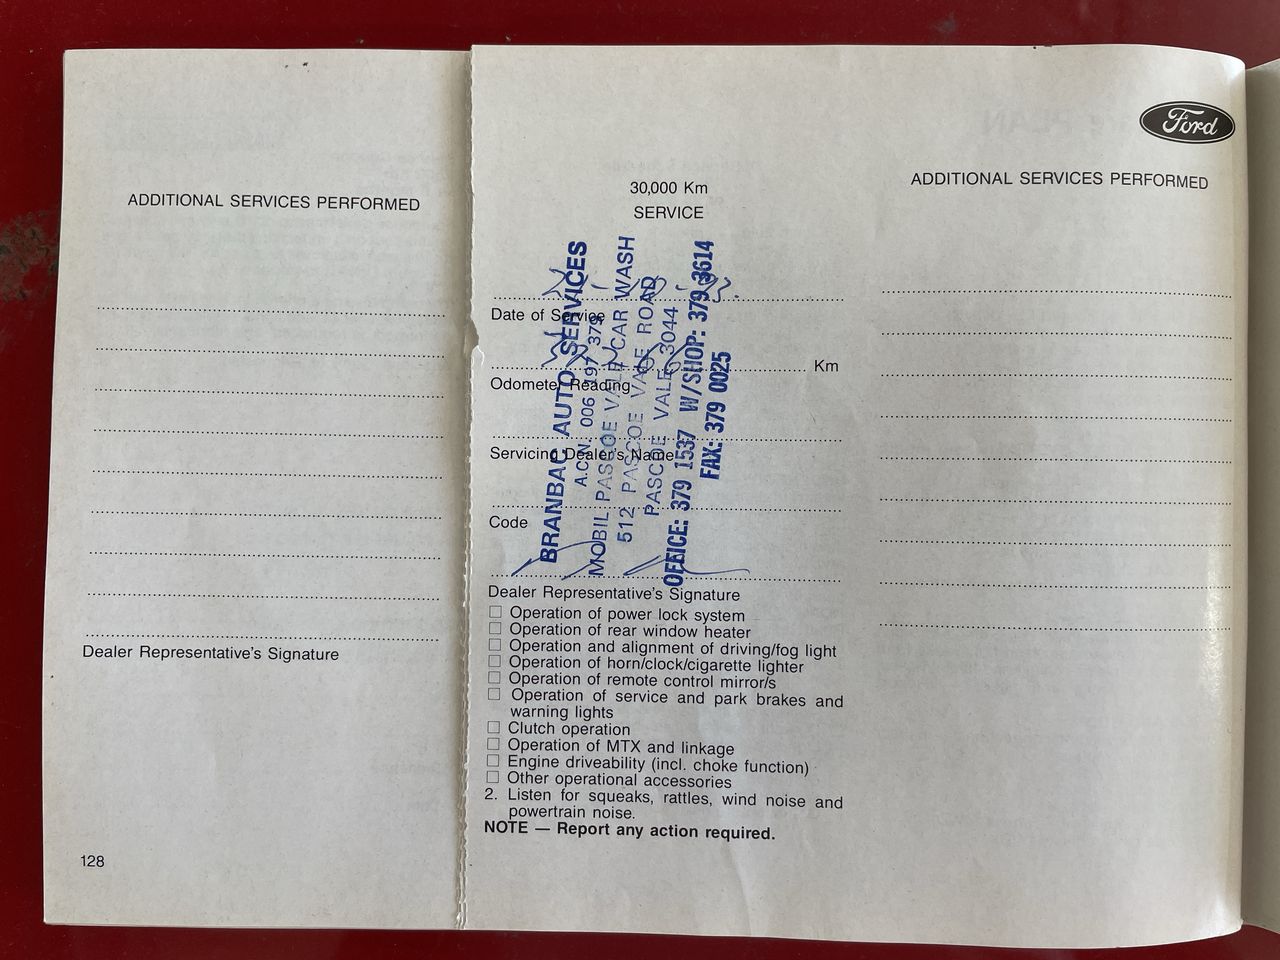 ADDITIONAL SERVICES PERFORMED
Dealer Representative's Signature
128
30,000 Km
SERVICE
Date of Service
Km
Odometer Reading
Servicing Dealer's Name
Code
Dealer Representative's Signature
BRANBAC AUTO SERVICES
A.C.N. 006 197 379
MOBIL PASCOE VALE CAR WASH
512 PASCOE VALE ROAD
PASCOE VALE 3044
OFFICE: 379 1537 W/SHOP: 379 3614
FAX: 379 0025
☐ Operation of power lock system
☐ Operation of rear window heater
☐ Operation and alignment of driving/fog light
☐ Operation of horn/clock/cigarette lighter
☐ Operation of remote control mirror/s
☐ Operation of service and park brakes and
warning lights
☐ Clutch operation
☐ Operation of MTX and linkage
☐ Engine driveability (incl. choke function)
☐ Other operational accessories
2. Listen for squeaks, rattles, wind noise and
powertrain noise.
NOTE — Report any action required.
Ford
ADDITIONAL SERVICES PERFORMED